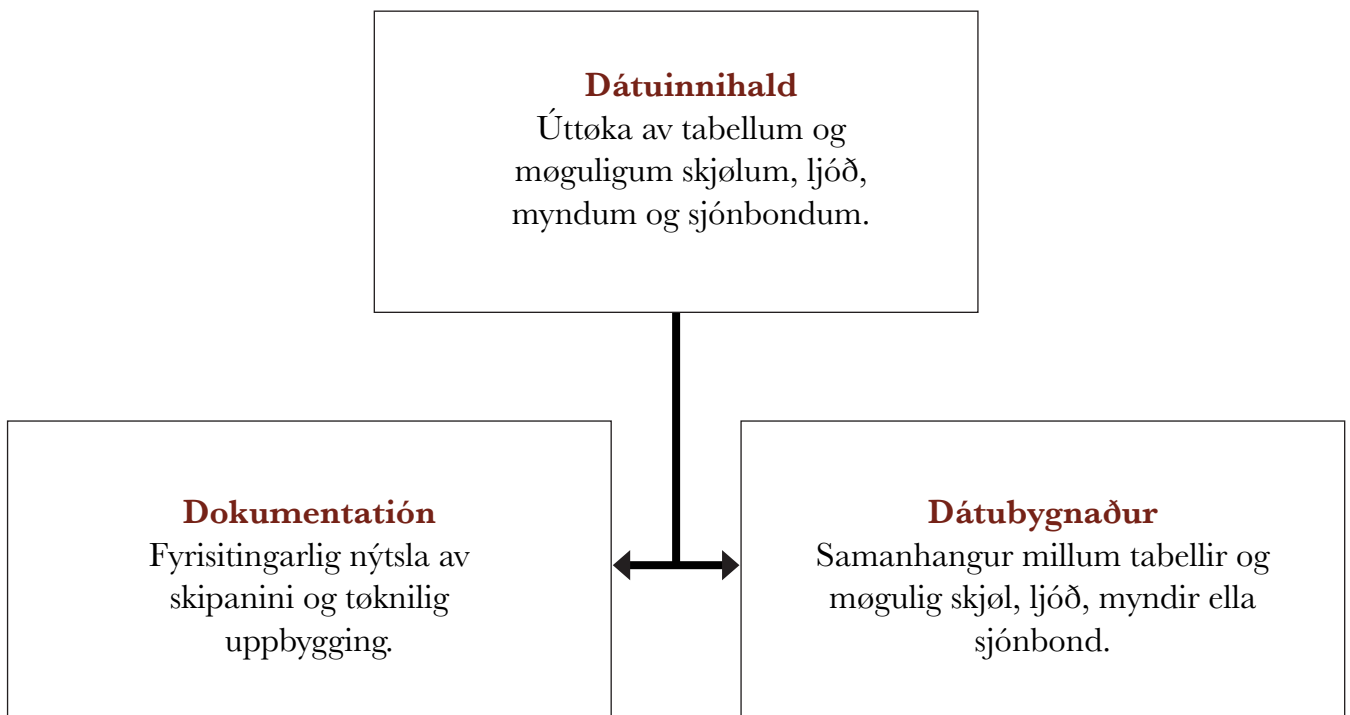 Dátuinnihald
Úttøka av tabellum og
møguligum skjølum, ljóð,
myndum og sjónbondum.
Dokumentatión
Fyrisitingarlig nýtsla av
skipanini og tøknilig
uppbygging.
Dátubygnaður
Samanhangur millum tabellir og
møgulig skjøl, ljóð, myndir ella
sjónbond.